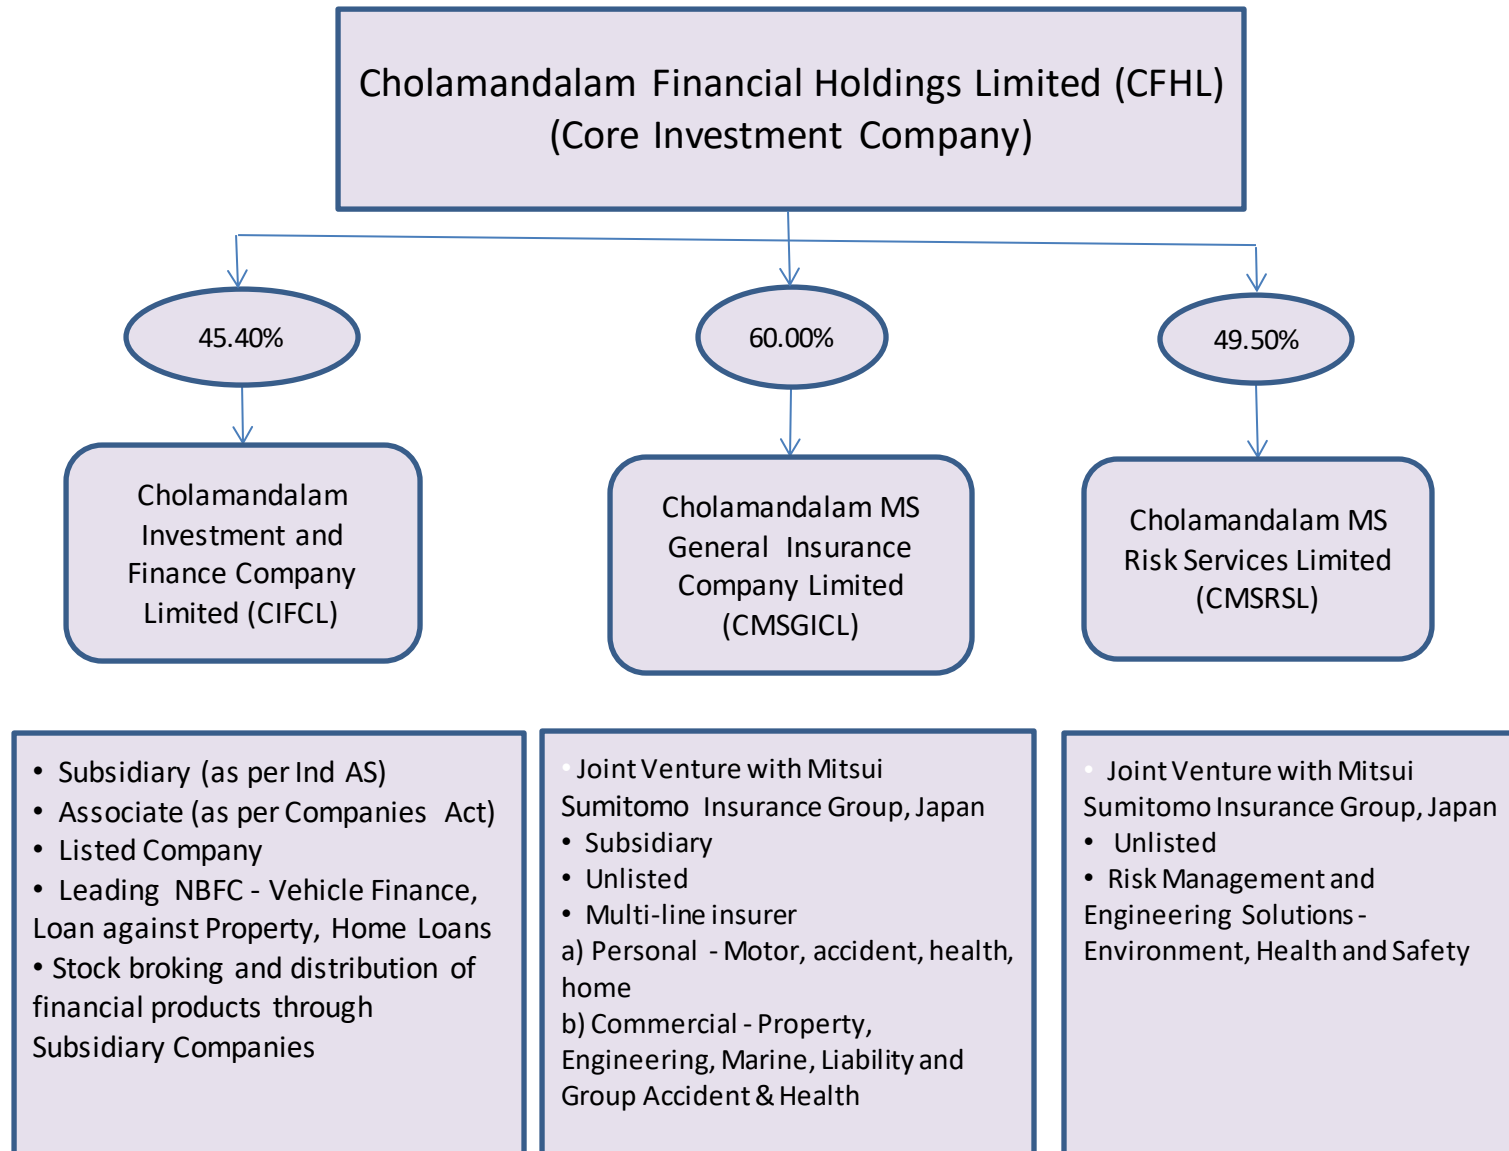 Cholamandalam Financial Holdings Limited (CFHL)
(Core Investment Company)
45.40%
60.00%
49.50%
Cholamandalam
Investment and
Finance Company
Limited (CIFCL)
Cholamandalam MS
General Insurance
Company Limited
(CMSGICL)
Cholamandalam MS
Risk Services Limited
(CMSRSL)
• Subsidiary (as per Ind AS)
• Associate (as per Companies Act)
• Listed Company
• Leading NBFC - Vehicle Finance,
Loan against Property, Home Loans
• Stock broking and distribution of
financial products through
Subsidiary Companies
• Joint Venture with Mitsui
Sumitomo Insurance Group, Japan
• Subsidiary
• Unlisted
• Multi-line insurer
a) Personal - Motor, accident, health,
home
b) Commercial - Property,
Engineering, Marine, Liability and
Group Accident & Health
• Joint Venture with Mitsui
Sumitomo Insurance Group, Japan
• Unlisted
• Risk Management and
Engineering Solutions -
Environment, Health and Safety